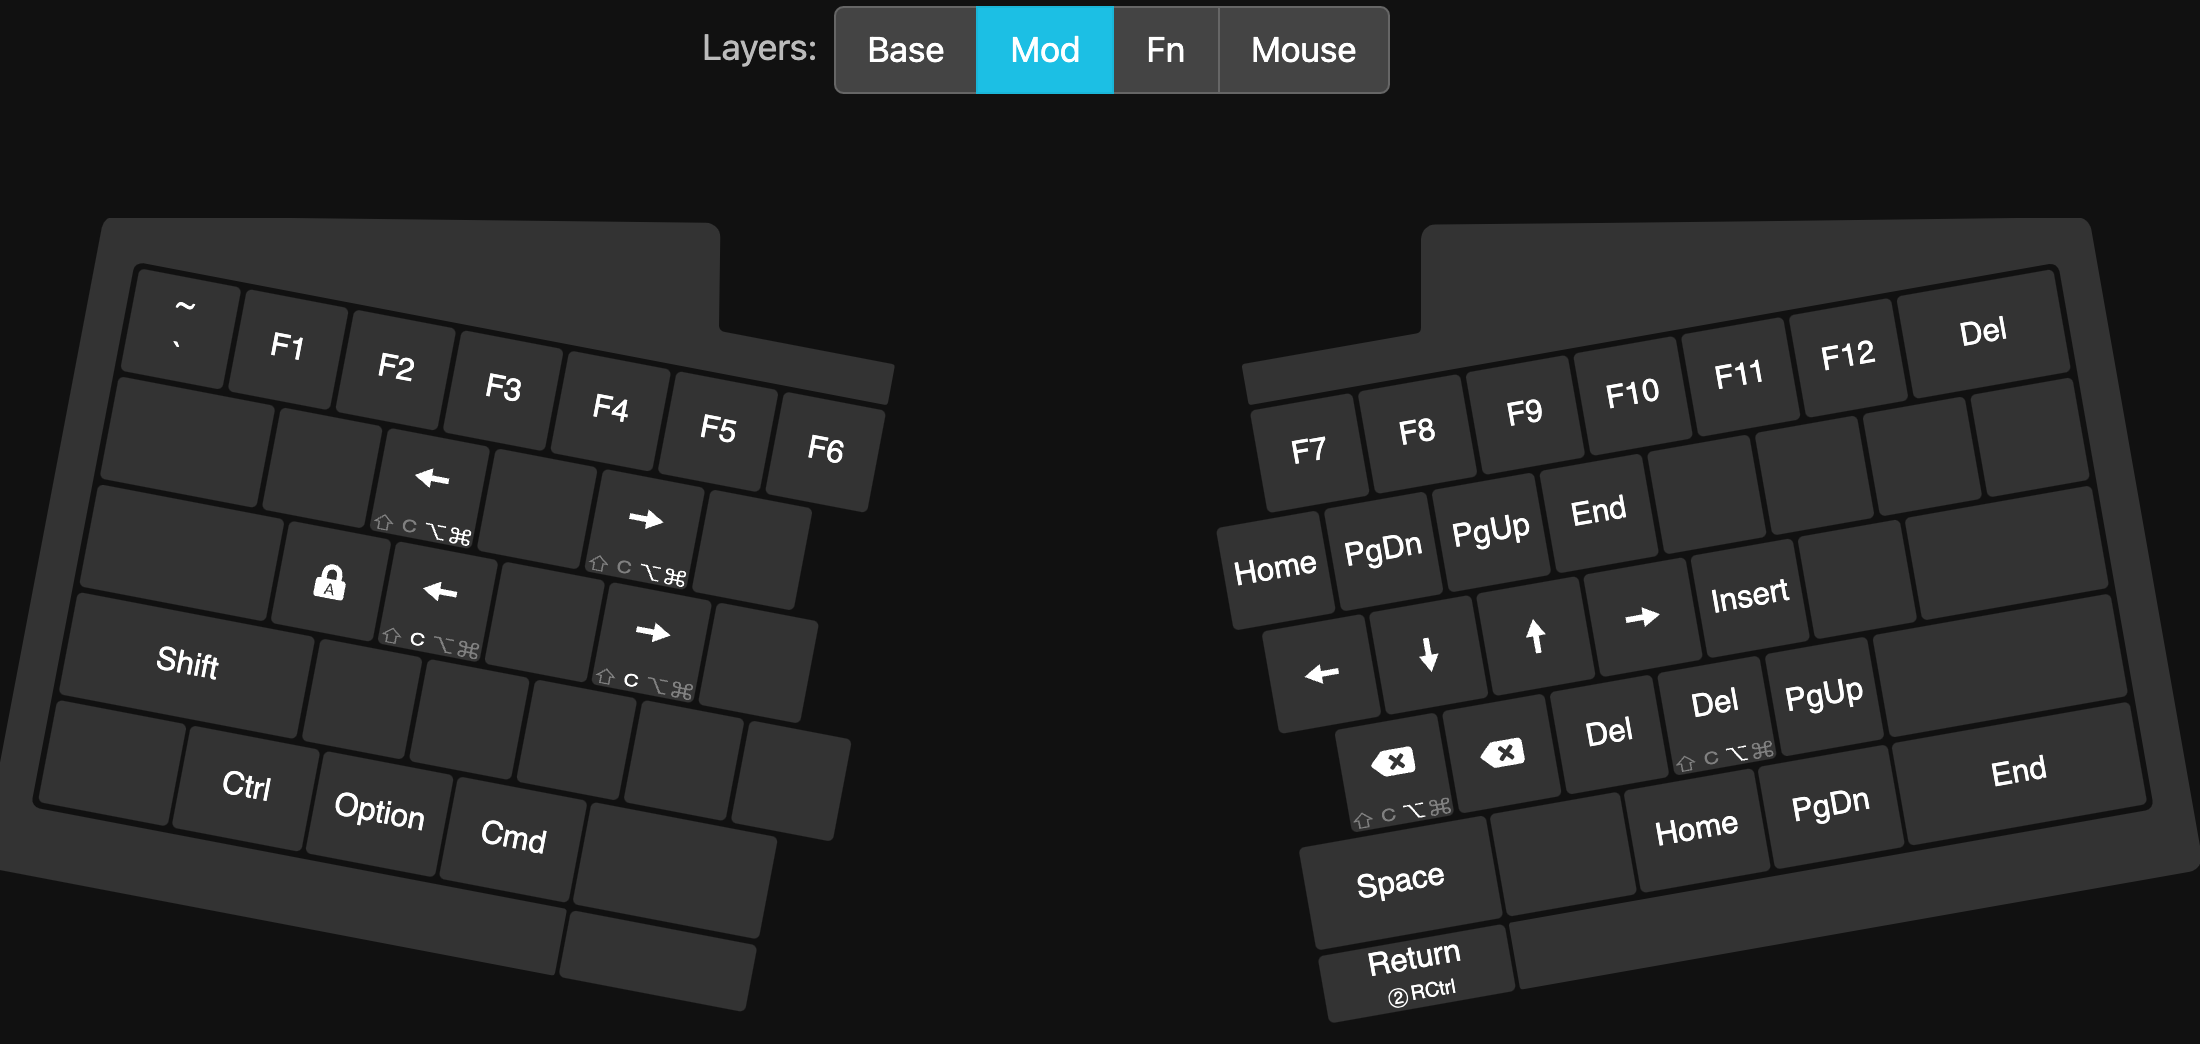 Layers: Base Mod Fn Mouse
~
`
F1 F2 F3 F4 F5 F6
F7 F8 F9 F10 F11 F12 Del
← →
⇧ C ⌥⌘ ⇧ C ⌥⌘
Home PgDn PgUp End
A ← →
⇧ C ⌥⌘ ⇧ C ⌥⌘
← ↓ ↑ → Insert
Shift
⌫ ⌫ Del Del PgUp
⇧ C ⌥⌘ ⇧ C ⌥⌘
Ctrl Option Cmd
Space Home PgDn End
Return
② RCtrl